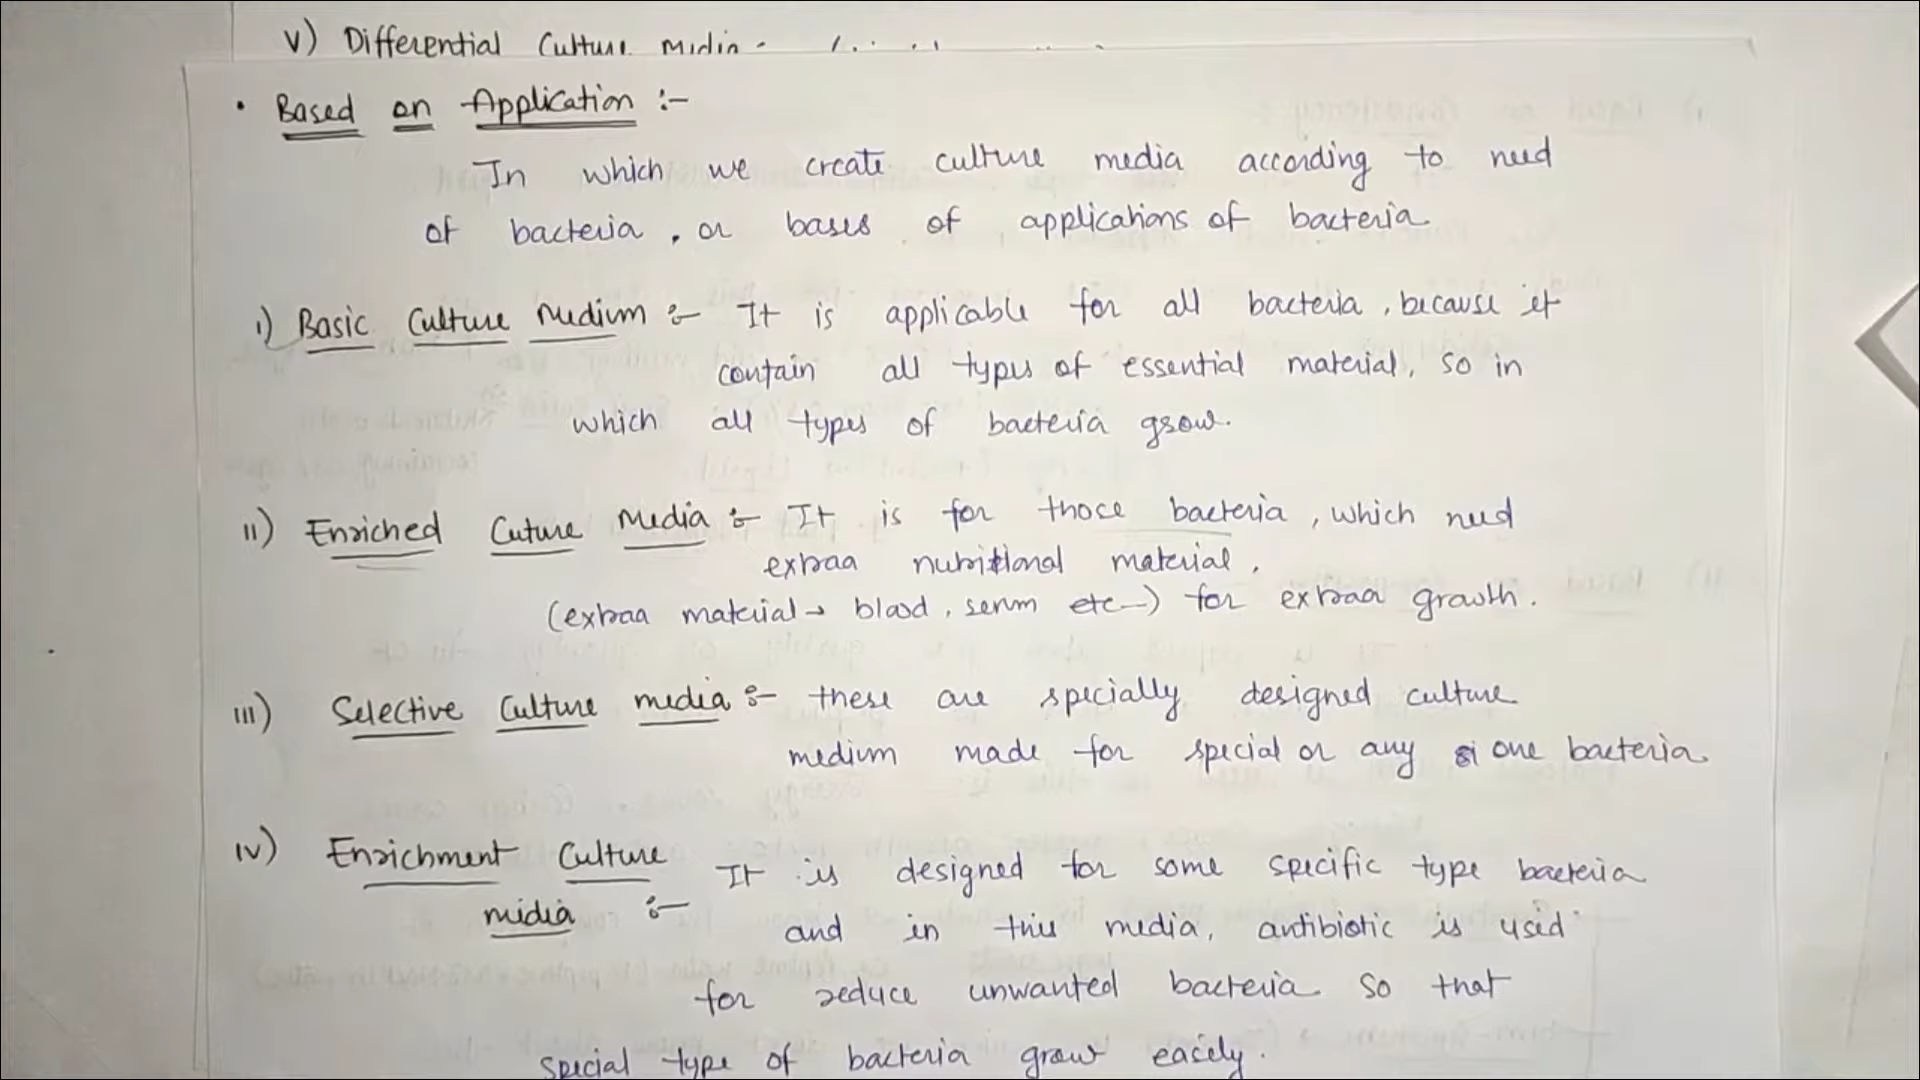 v) Differential Culture midia -
• Based on Application :-
In which we create culture media according to need
of bacteria, or bases of applications of bacteria.
i) Basic Culture Medium :- It is applicable for all bacteria, because it
contain all types of essential material, so in
which all types of bacteria grow.
ii) Enriched Cuture Media :- It is for thoce bacteria, which need
extraa nutritional material.
(extraa material → blood, serum etc—) for extraa growth.
iii) Selective Culture media :- these are specially designed culture
medium made for special or any one bacteria
iv) Enrichment Culture It is designed for some specific type bacteria
midia :- and in this media, antibiotic is used
for reduce unwanted bacteria so that
special type of bacteria grow easily.